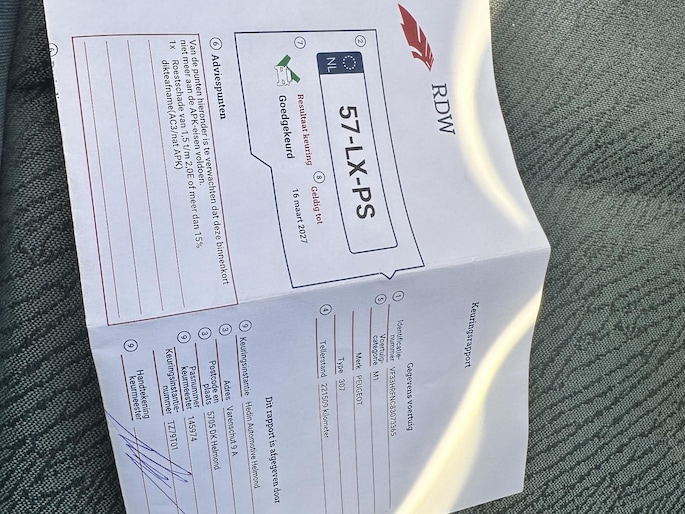 RDW
Keuringsrapport
2
NL
57-LX-PS
7
Resultaat keuring
Goedgekeurd
8 Geldig tot
16 maart 2027
6 Adviespunten
Van de punten hieronder is te verwachten dat deze binnenkort
niet meer aan de APK-eisen voldoen.
1x Roestschade van 1,5 t/m 2,0E of meer dan 15%
dikteafname(AC3/nat APK)
Gegevens voertuig
1 Identificatie-
nummer
5 Voertuig-
categorie M1
Merk PEUGEOT
Type 307
4 Tellerstand 221501 kilometer
Dit rapport is afgegeven door
9 Keuringsinstantie Hedin Automotive Helmond
3 Adres Varenschut 9 A
3 Postcode en
plaats 5705 DK Helmond
9 Pasnummer
keurmeester 145974
Keuringsinstantie-
nummer TZ79T01
9 Handtekening
keurmeester